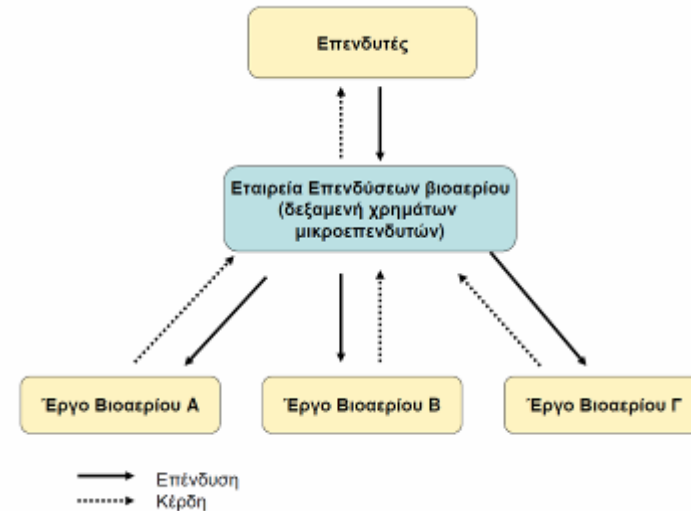 Επενδυτές
Εταιρεία Επενδύσεων βιοαερίου
(δεξαμενή χρημάτων
μικροεπενδυτών)
Έργο Βιοαερίου Α
Έργο Βιοαερίου Β
Έργο Βιοαερίου Γ
Επένδυση
Κέρδη